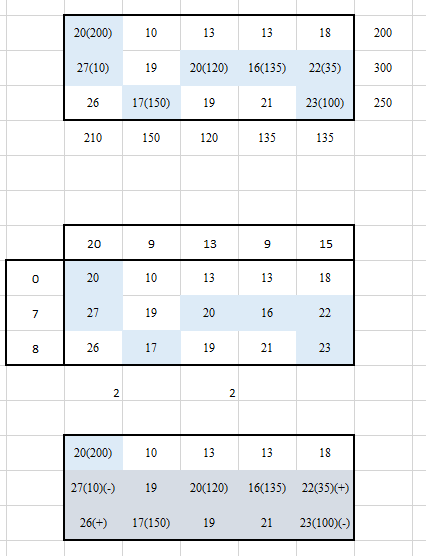 20(200) 10 13 13 18 200
27(10) 19 20(120) 16(135) 22(35) 300
26 17(150) 19 21 23(100) 250
210 150 120 135 135
20 9 13 9 15
0 20 10 13 13 18
7 27 19 20 16 22
8 26 17 19 21 23
2 2
20(200) 10 13 13 18
27(10)(-) 19 20(120) 16(135) 22(35)(+)
26(+) 17(150) 19 21 23(100)(-)